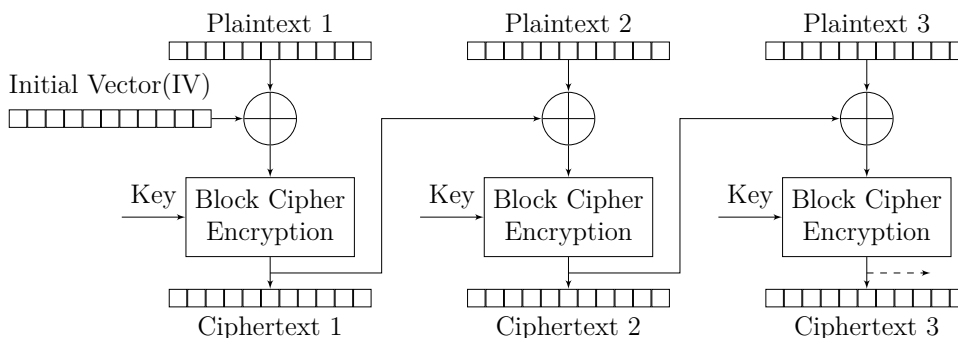 Plaintext 1
Plaintext 2
Plaintext 3
Initial Vector(IV)
Key
Block Cipher
Encryption
Key
Block Cipher
Encryption
Key
Block Cipher
Encryption
Ciphertext 1
Ciphertext 2
Ciphertext 3